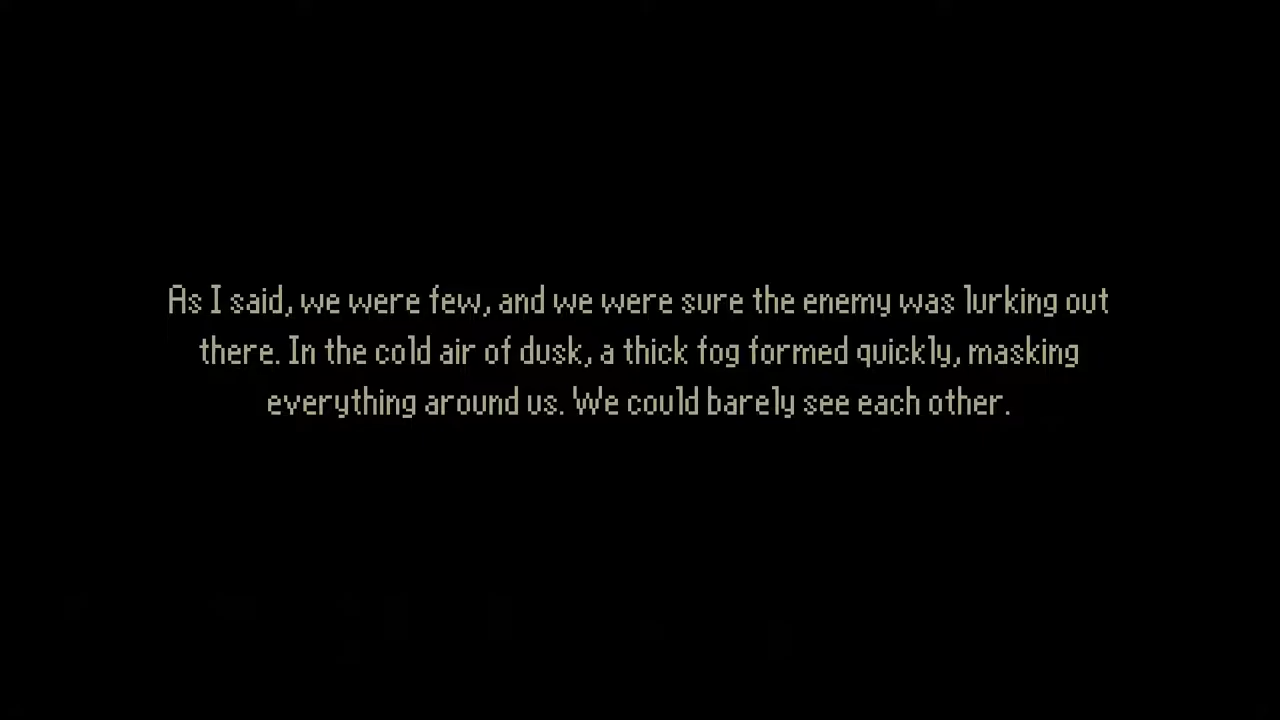 As I said, we were few, and we were sure the enemy was lurking out
there. In the cold air of dusk, a thick fog formed quickly, masking
everything around us. We could barely see each other.